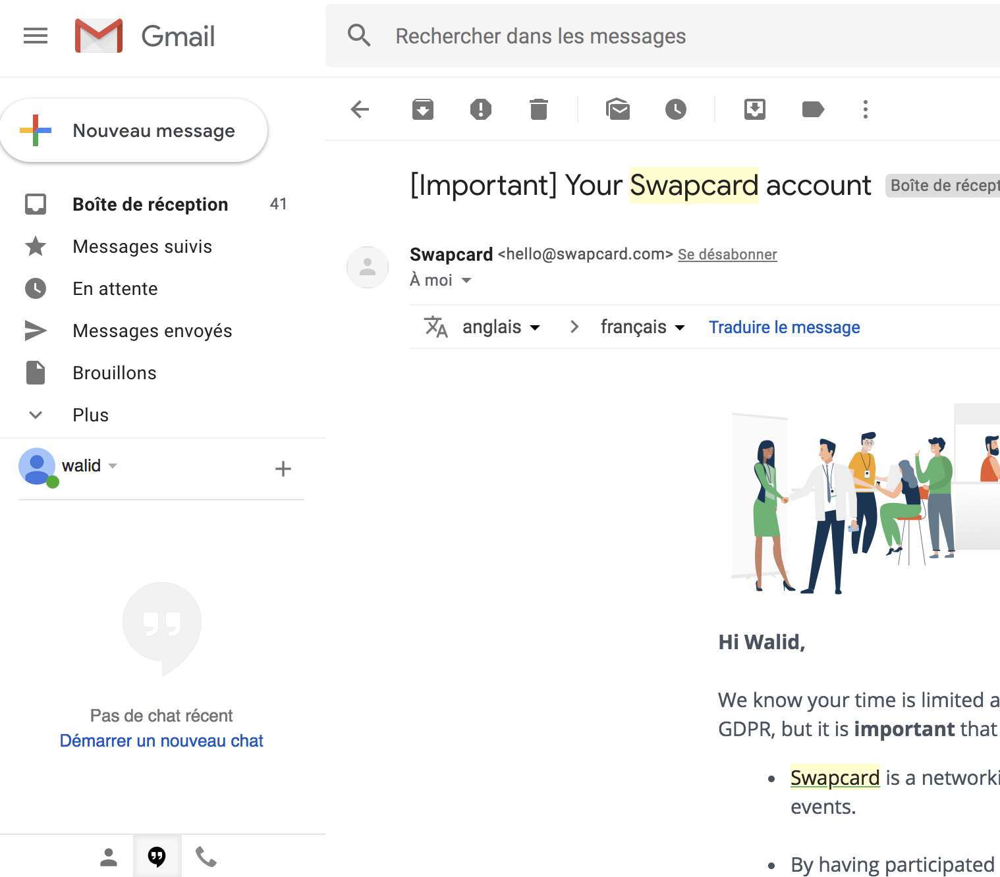 Gmail
Rechercher dans les messages
Nouveau message
Boîte de réception 41
Messages suivis
En attente
Messages envoyés
Brouillons
Plus
walid
Pas de chat récent
Démarrer un nouveau chat
[Important] Your Swapcard account Boîte de récept
Swapcard <hello@swapcard.com> Se désabonner
À moi
anglais > français Traduire le message
Hi Walid,
We know your time is limited a
GDPR, but it is important that
• Swapcard is a networki
events.
• By having participated